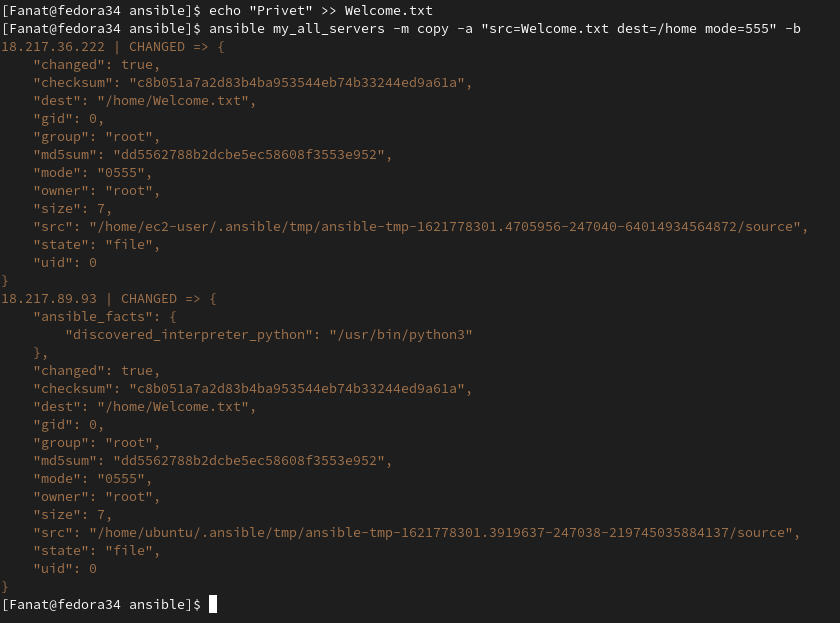 [Fanat@fedora34 ansible]$ echo "Privet" >> Welcome.txt
[Fanat@fedora34 ansible]$ ansible my_all_servers -m copy -a "src=Welcome.txt dest=/home mode=555" -b
18.217.36.222 | CHANGED => {
    "changed": true,
    "checksum": "c8b051a7a2d83b4ba953544eb74b33244ed9a61a",
    "dest": "/home/Welcome.txt",
    "gid": 0,
    "group": "root",
    "md5sum": "dd5562788b2dcbe5ec58608f3553e952",
    "mode": "0555",
    "owner": "root",
    "size": 7,
    "src": "/home/ec2-user/.ansible/tmp/ansible-tmp-1621778301.4705956-247040-64014934564872/source",
    "state": "file",
    "uid": 0
}
18.217.89.93 | CHANGED => {
    "ansible_facts": {
        "discovered_interpreter_python": "/usr/bin/python3"
    },
    "changed": true,
    "checksum": "c8b051a7a2d83b4ba953544eb74b33244ed9a61a",
    "dest": "/home/Welcome.txt",
    "gid": 0,
    "group": "root",
    "md5sum": "dd5562788b2dcbe5ec58608f3553e952",
    "mode": "0555",
    "owner": "root",
    "size": 7,
    "src": "/home/ubuntu/.ansible/tmp/ansible-tmp-1621778301.3919637-247038-219745035884137/source",
    "state": "file",
    "uid": 0
}
[Fanat@fedora34 ansible]$